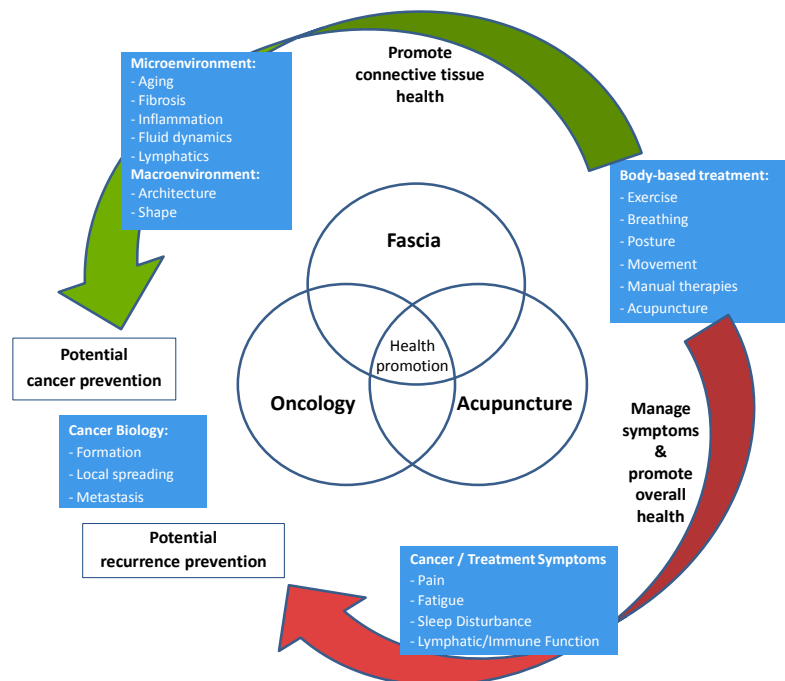 Promote
connective tissue
health
Microenvironment:
- Aging
- Fibrosis
- Inflammation
- Fluid dynamics
- Lymphatics
Macroenvironment:
- Architecture
- Shape
Body-based treatment:
- Exercise
- Breathing
- Posture
- Movement
- Manual therapies
- Acupuncture
Fascia
Health
promotion
Oncology
Acupuncture
Potential
cancer prevention
Cancer Biology:
- Formation
- Local spreading
- Metastasis
Potential
recurrence prevention
Manage
symptoms
&
promote
overall
health
Cancer / Treatment Symptoms
- Pain
- Fatigue
- Sleep Disturbance
- Lymphatic/Immune Function